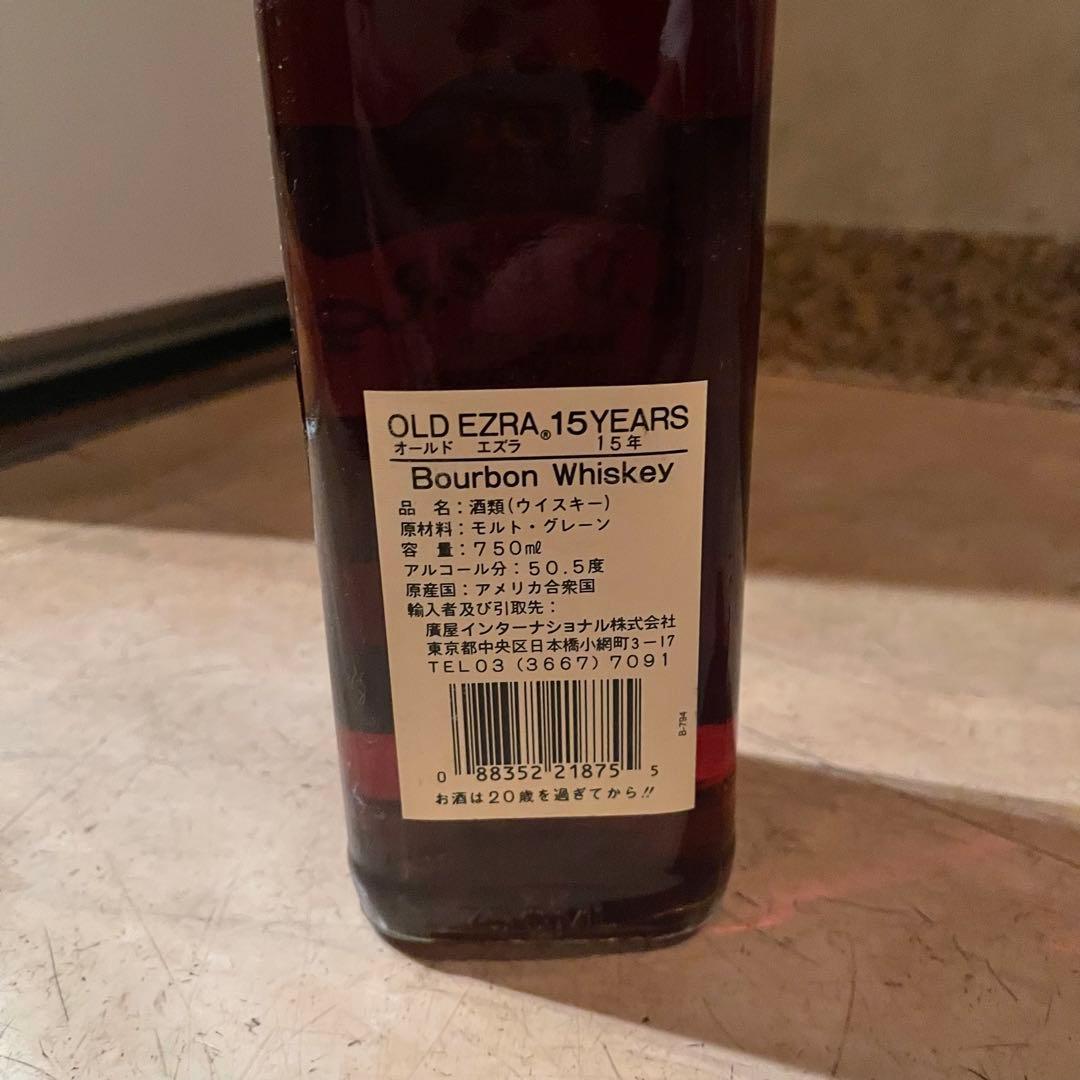 OLD EZRA® 15YEARS
オールド エズラ 15年
Bourbon Whiskey
品 名：酒類(ウイスキー)
原材料：モルト・グレーン
容 量：750㎖
アルコール分：50.5度
原産国：アメリカ合衆国
輸入者及び引取先：
廣屋インターナショナル株式会社
東京都中央区日本橋小網町3－17
TEL03(3667)7091
B-794
0 88352 21875 5
お酒は20歳を過ぎてから!!